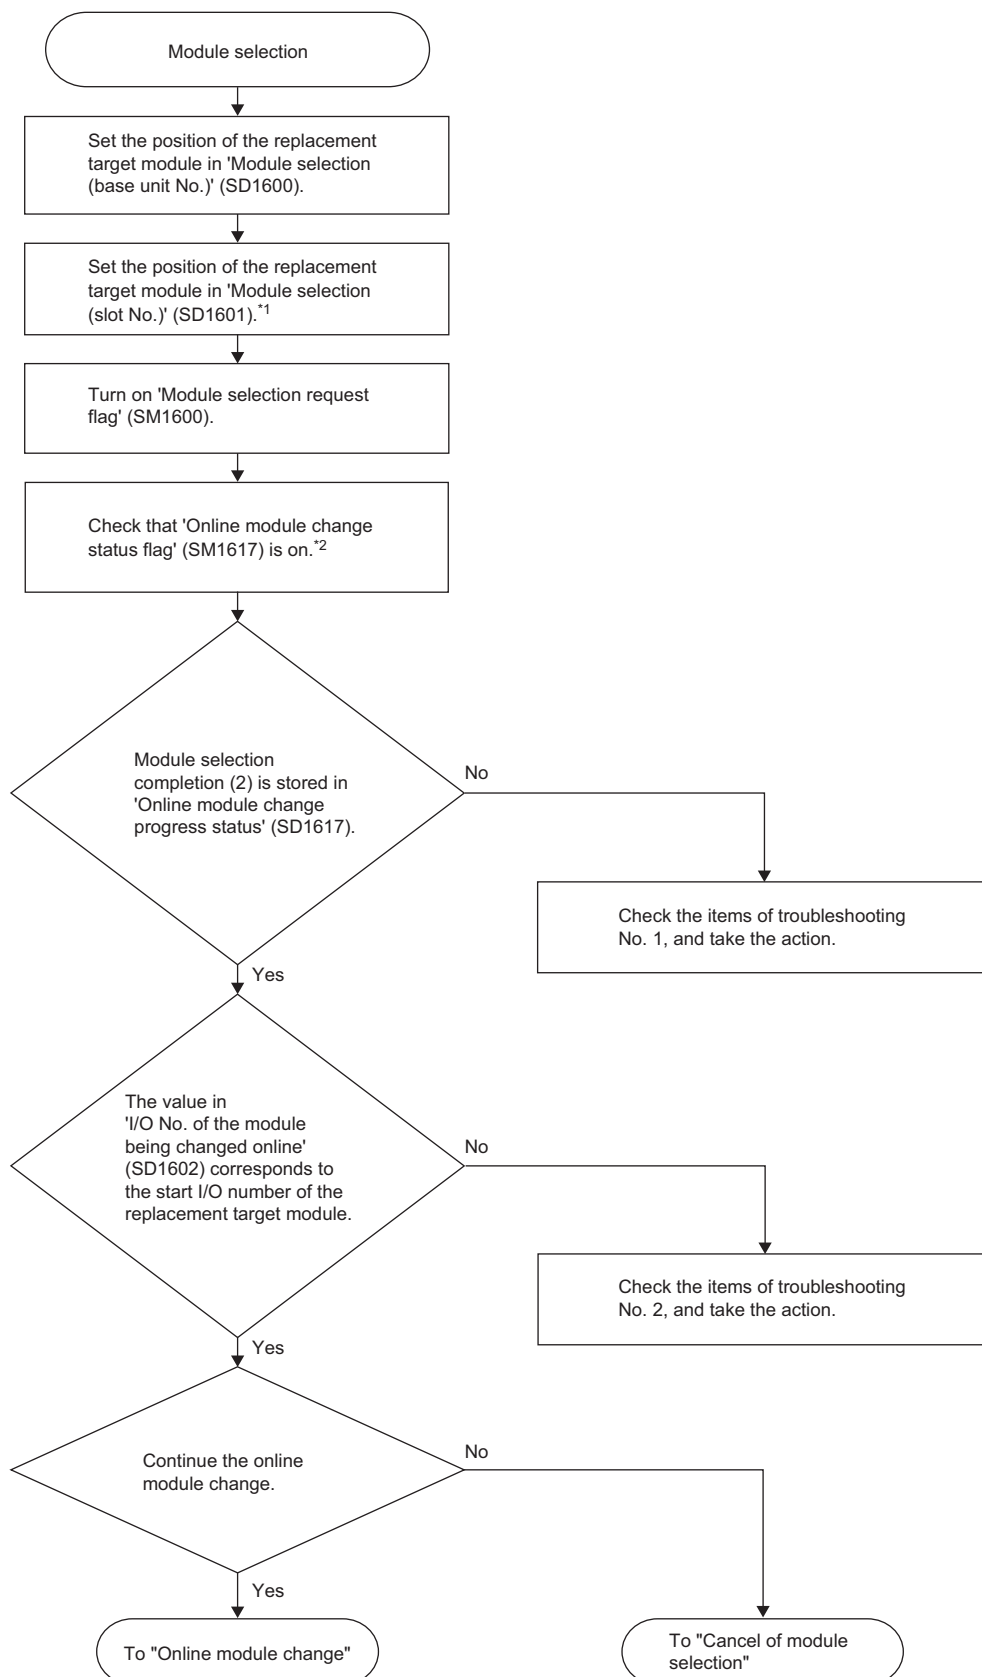 Module selection
Set the position of the replacement
target module in 'Module selection
(base unit No.)' (SD1600).
Set the position of the replacement
target module in 'Module selection
(slot No.)' (SD1601).*1
Turn on 'Module selection request
flag' (SM1600).
Check that 'Online module change
status flag' (SM1617) is on.*2
Module selection
completion (2) is stored in
'Online module change
progress status' (SD1617).
No
Check the items of troubleshooting
No. 1, and take the action.
Yes
The value in
'I/O No. of the module
being changed online'
(SD1602) corresponds to
the start I/O number of the
replacement target module.
No
Check the items of troubleshooting
No. 2, and take the action.
Yes
Continue the online
module change.
No
Yes
To "Online module change"
To "Cancel of module
selection"